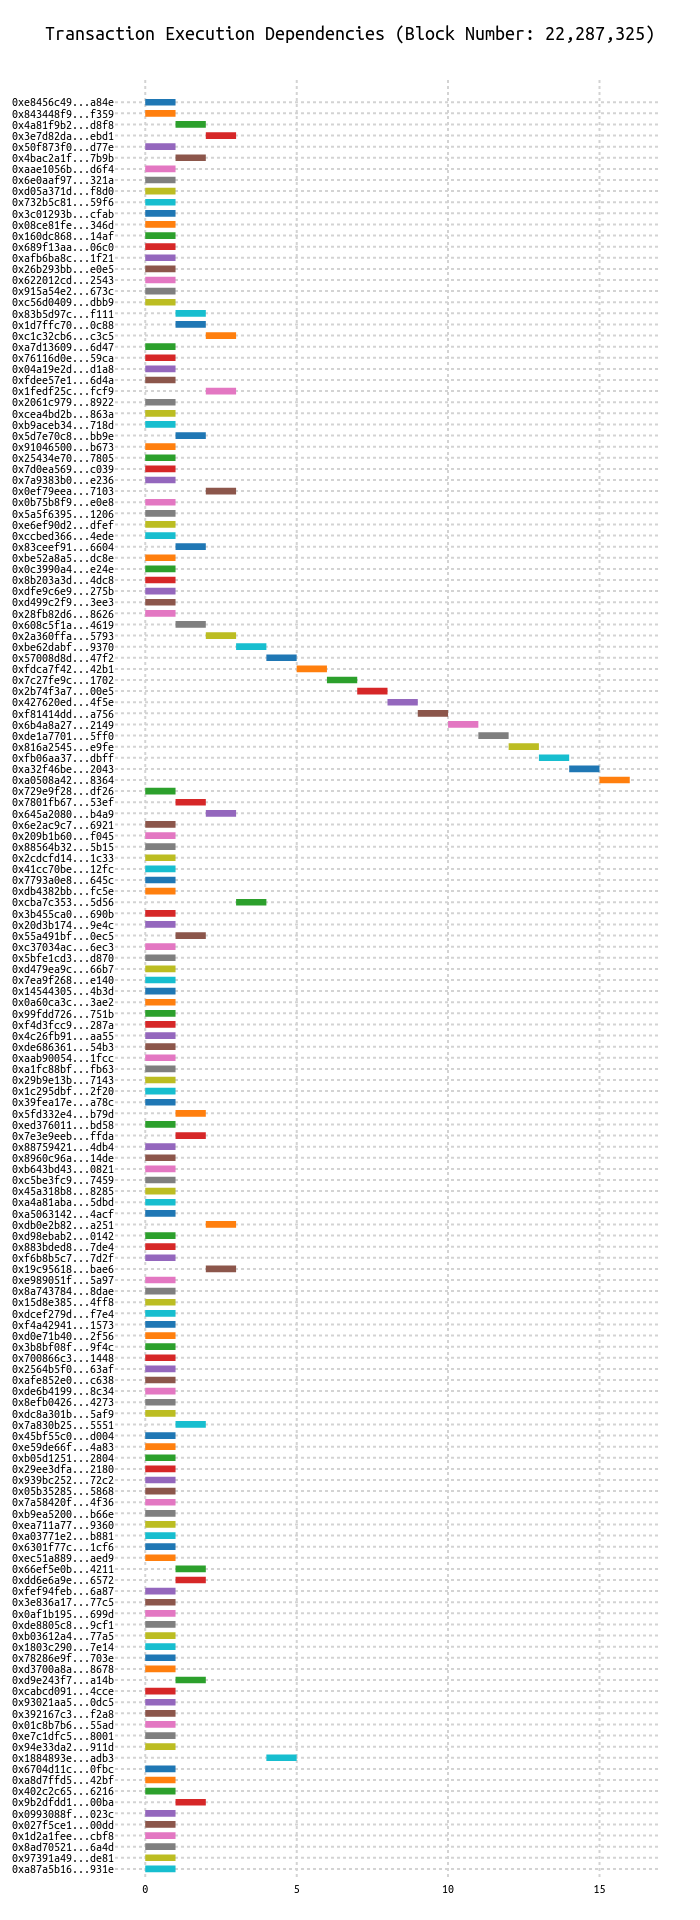 Transaction Execution Dependencies (Block Number: 22,287,325)
0xe8456c49...a84e
0x843448f9...f359
0x4a81f9b2...d8f8
0x3e7d82da...ebd1
0x50f873f0...d77e
0x4bac2a1f...7b9b
0xaae1056b...d6f4
0x6e0aaf97...321a
0xd05a371d...f8d0
0x732b5c81...59f6
0x3c01293b...cfab
0x08ce81fe...346d
0x160dc868...14af
0x689f13aa...06c0
0xafb6ba8c...1f21
0x26b293bb...e0e5
0x622012cd...2543
0x915a54e2...673c
0xc56d0409...dbb9
0x83b5d97c...f111
0x1d7ffc70...0c88
0xc1c32cb6...c3c5
0xa7d13609...6d47
0x76116d0e...59ca
0x04a19e2d...d1a8
0xfdee57e1...6d4a
0x1fedf25c...fcf9
0x2061c979...8922
0xcea4bd2b...863a
0xb9aceb34...718d
0x5d7e70c8...bb9e
0x91046500...b673
0x25434e70...7805
0x7d0ea569...c039
0x7a9383b0...e236
0x0ef79eea...7103
0x0b75b8f9...e0e8
0x5a5f6395...1206
0xe6ef90d2...dfef
0xccbed366...4ede
0x83ceef91...6604
0xbe52a8a5...dc8e
0x0c3990a4...e24e
0x8b203a3d...4dc8
0xdfe9c6e9...275b
0xd499c2f9...3ee3
0x28fb82d6...8626
0x608c5f1a...4619
0x2a360ffa...5793
0xbe62dabf...9370
0x57008d8d...47f2
0xfdca7f42...42b1
0x7c27fe9c...1702
0x2b74f3a7...00e5
0x427620ed...4f5e
0xf81414dd...a756
0x6b4a8a27...2149
0xde1a7701...5ff0
0x816a2545...e9fe
0xfb06aa37...dbff
0xa32f46be...2043
0xa0508a42...8364
0x729e9f28...df26
0x7801fb67...53ef
0x645a2080...b4a9
0x6e2ac9c7...6921
0x209b1b60...f045
0x88564b32...5b15
0x2cdcfd14...1c33
0x41cc70be...12fc
0x7793a0e8...645c
0xdb4382bb...fc5e
0xcba7c353...5d56
0x3b455ca0...690b
0x20d3b174...9e4c
0x55a491bf...0ec5
0xc37034ac...6ec3
0x5bfe1cd3...d870
0xd479ea9c...66b7
0x7ea9f268...e140
0x14544305...4b3d
0x0a60ca3c...3ae2
0x99fdd726...751b
0xf4d3fcc9...287a
0x4c26fb91...aa55
0xde686361...54b3
0xaab90054...1fcc
0xa1fc88bf...fb63
0x29b9e13b...7143
0x1c295dbf...2f20
0x39fea17e...a78c
0x5fd332e4...b79d
0xed376011...bd58
0x7e3e9eeb...ffda
0x88759421...4db4
0x8960c96a...14de
0xb643bd43...0821
0xc5be3fc9...7459
0x45a318b8...8285
0xa4a81aba...5dbd
0xa5063142...4acf
0xdb0e2b82...a251
0xd98ebab2...0142
0x883bded8...7de4
0xf6b8b5c7...7d2f
0x19c95618...bae6
0xe989051f...5a97
0x8a743784...8dae
0x15d8e385...4ff8
0xdcef279d...f7e4
0xf4a42941...1573
0xd0e71b40...2f56
0x3b8bf08f...9f4c
0x700866c3...1448
0x2564b5f0...63af
0xafe852e0...c638
0xde6b4199...8c34
0x8efb0426...4273
0xdc8a301b...5af9
0x7a830b25...5551
0x45bf55c0...d004
0xe59de66f...4a83
0xb05d1251...2804
0x29ee3dfa...2180
0x939bc252...72c2
0x05b35285...5868
0x7a58420f...4f36
0xb9ea5200...b66e
0xea711a77...9360
0xa03771e2...b881
0x6301f77c...1cf6
0xec51a889...aed9
0x66ef5e0b...4211
0xdd6e6a9e...6572
0xfef94feb...6a87
0x3e836a17...77c5
0x0af1b195...699d
0xde8805c8...9cf1
0xb03612a4...77a5
0x1803c290...7e14
0x78286e9f...703e
0xd3700a8a...8678
0xd9e243f7...a14b
0xcabcd091...4cce
0x93021aa5...0dc5
0x392167c3...f2a8
0x01c8b7b6...55ad
0xe7c1dfc5...8001
0x94e33da2...911d
0x1884893e...adb3
0x6704d11c...0fbc
0xa8d7ffd5...42bf
0x402c2c65...6216
0x9b2dfdd1...00ba
0x0993088f...023c
0x027f5ce1...00dd
0x1d2a1fee...cbf8
0x8ad70521...6a4d
0x97391a49...de81
0xa87a5b16...931e
0 5 10 15